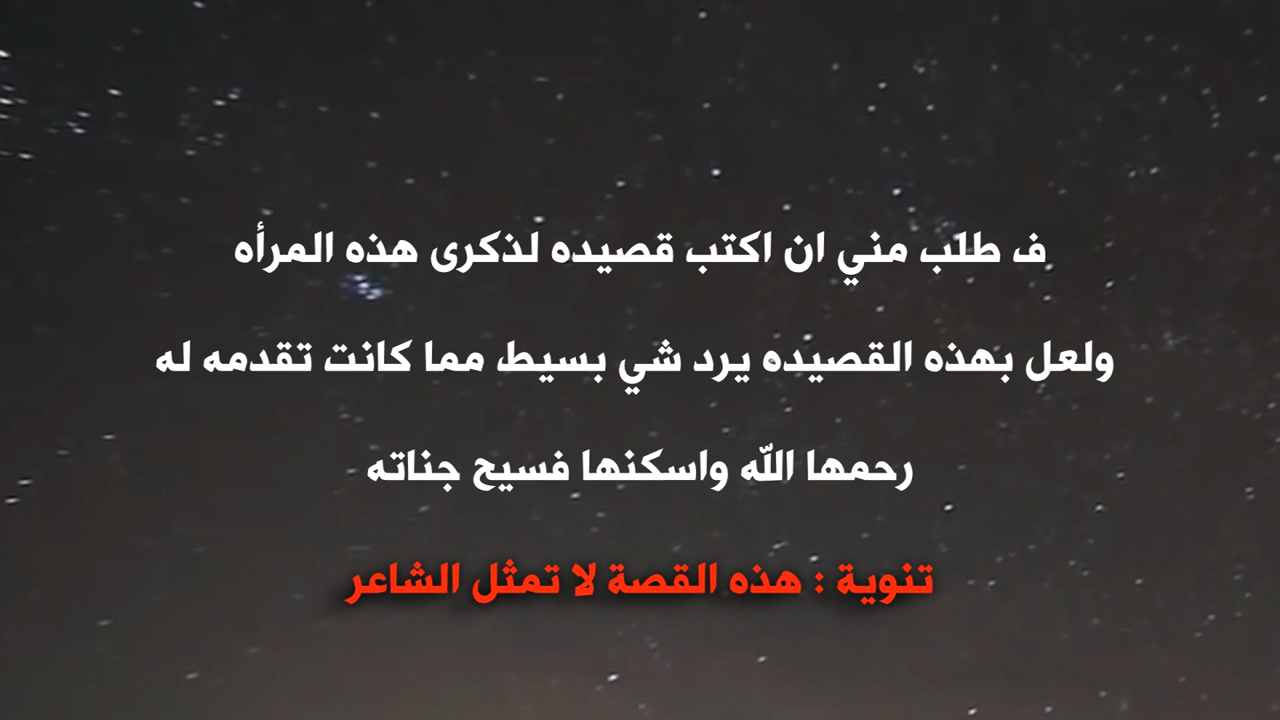 ف طلب مني ان اكتب قصيده لذكرى هذه المرأه
ولعل بهذه القصيده يرد شي بسيط مما كانت تقدمه له
رحمها الله واسكنها فسيح جناته
تنوية : هذه القصة لا تمثل الشاعر